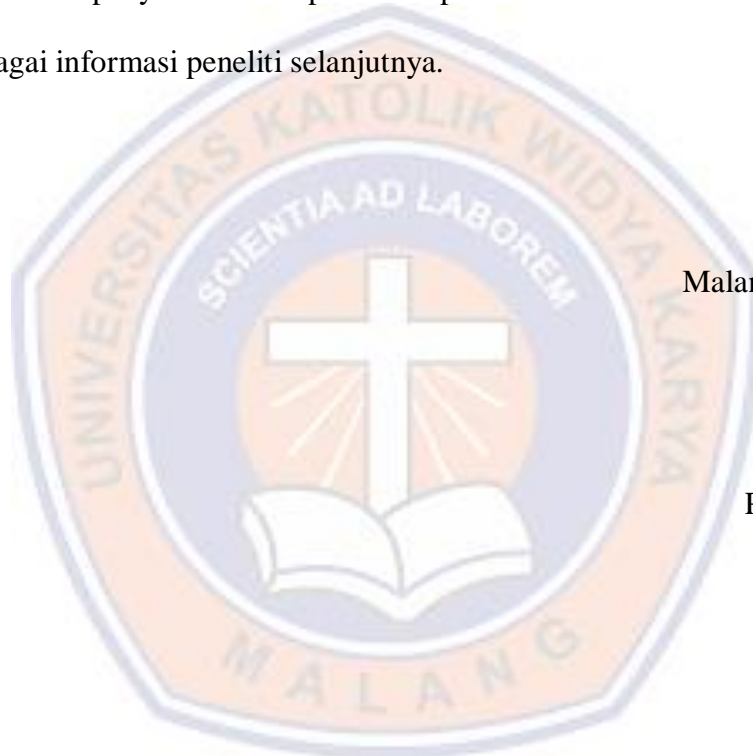 agai informasi peneliti selanjutnya.
UNIVERSITAS KATOLIK WIDYA KARYA
SCIENTIA AD LABOREM
Malan
MALANG